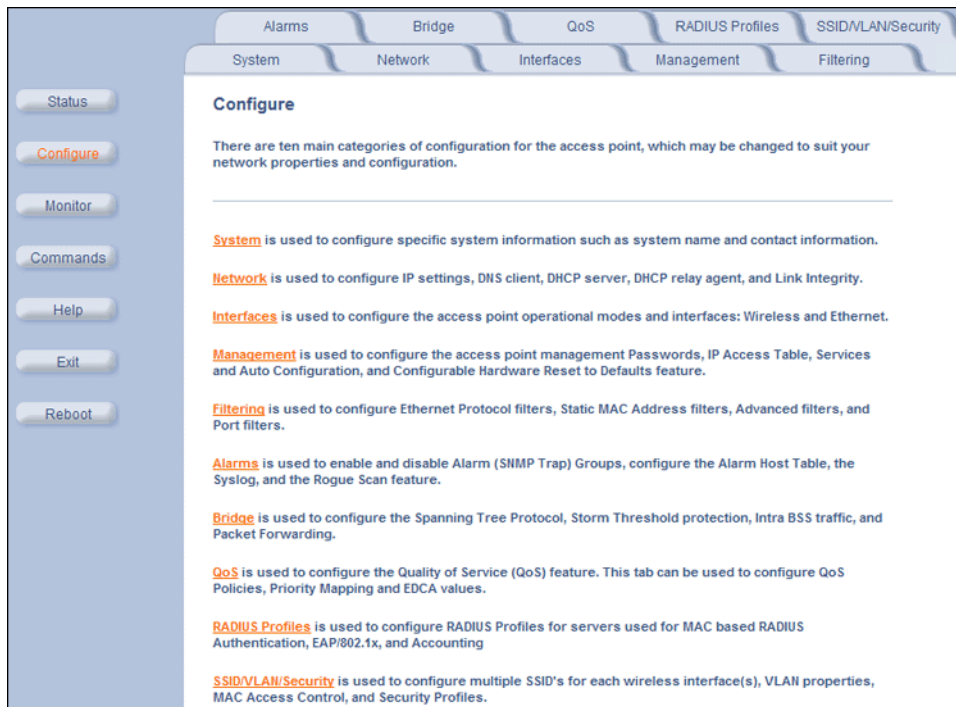 Alarms Bridge QoS RADIUS Profiles SSID/VLAN/Security
System Network Interfaces Management Filtering
Status
Configure
Monitor
Commands
Help
Exit
Reboot
Configure
There are ten main categories of configuration for the access point, which may be changed to suit your
network properties and configuration.
System is used to configure specific system information such as system name and contact information.
Network is used to configure IP settings, DNS client, DHCP server, DHCP relay agent, and Link Integrity.
Interfaces is used to configure the access point operational modes and interfaces: Wireless and Ethernet.
Management is used to configure the access point management Passwords, IP Access Table, Services
and Auto Configuration, and Configurable Hardware Reset to Defaults feature.
Filtering is used to configure Ethernet Protocol filters, Static MAC Address filters, Advanced filters, and
Port filters.
Alarms is used to enable and disable Alarm (SNMP Trap) Groups, configure the Alarm Host Table, the
Syslog, and the Rogue Scan feature.
Bridge is used to configure the Spanning Tree Protocol, Storm Threshold protection, Intra BSS traffic, and
Packet Forwarding.
QoS is used to configure the Quality of Service (QoS) feature. This tab can be used to configure QoS
Policies, Priority Mapping and EDCA values.
RADIUS Profiles is used to configure RADIUS Profiles for servers used for MAC based RADIUS
Authentication, EAP/802.1x, and Accounting
SSID/VLAN/Security is used to configure multiple SSID's for each wireless interface(s), VLAN properties,
MAC Access Control, and Security Profiles.